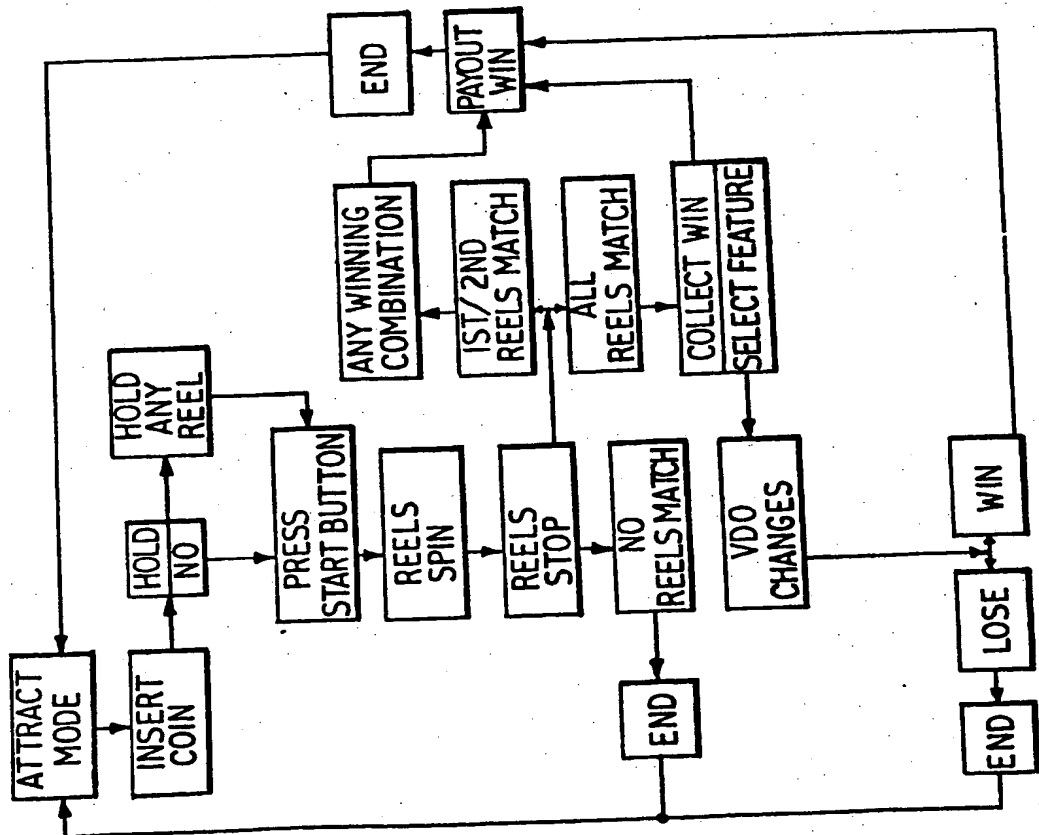 ATTRACT
MODE
INSERT
COIN
HOLD
NO
HOLD
ANY
REEL
PRESS
START BUTTON
REELS
SPIN
REELS
STOP
NO
REELS MATCH
END
ANY WINNING
COMBINATION
1ST/2ND
REELS MATCH
ALL
REELS MATCH
COLLECT WIN
SELECT FEATURE
PAYOUT
WIN
END
VDO
CHANGES
WIN
LOSE
END